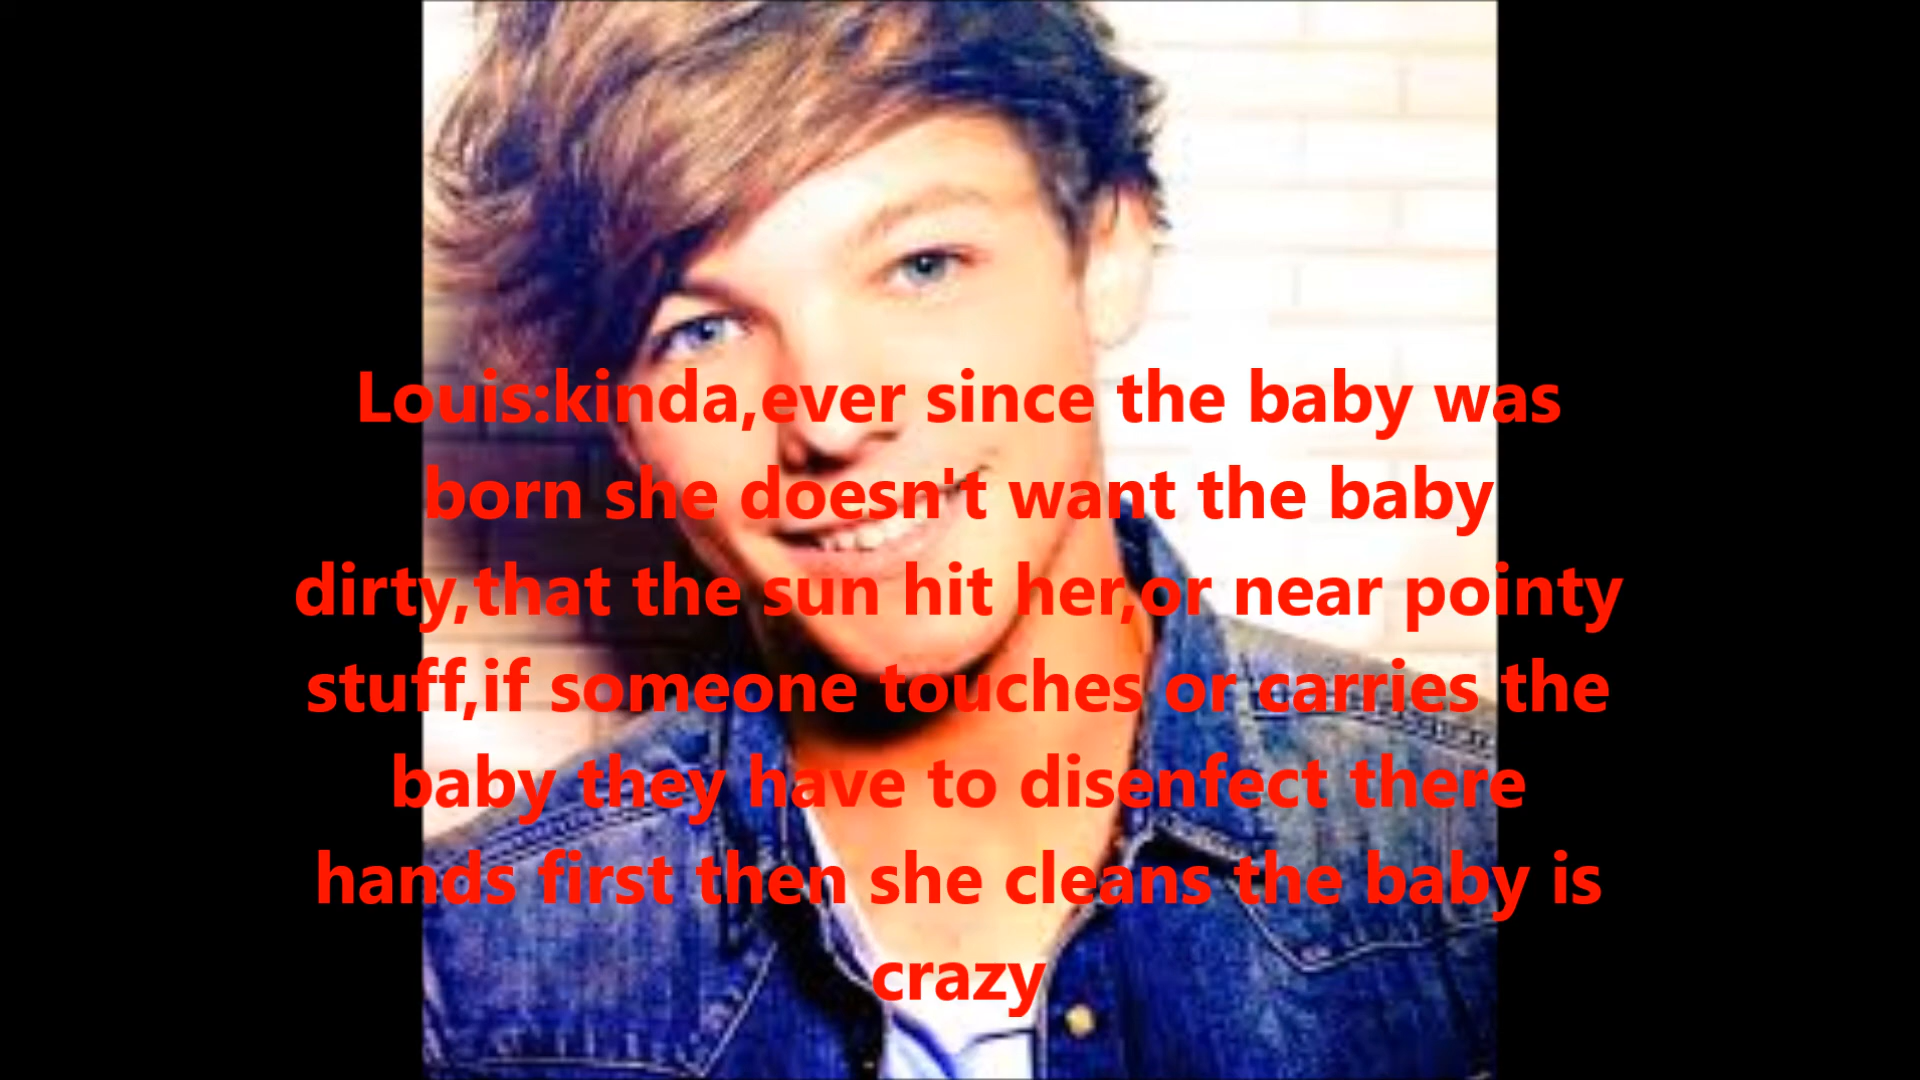 Louis:kinda,ever since the baby was
born she doesn't want the baby
dirty,that the sun hit her,or near pointy
stuff,if someone touches or carries the
baby they have to disenfect there
hands first then she cleans the baby is
crazy